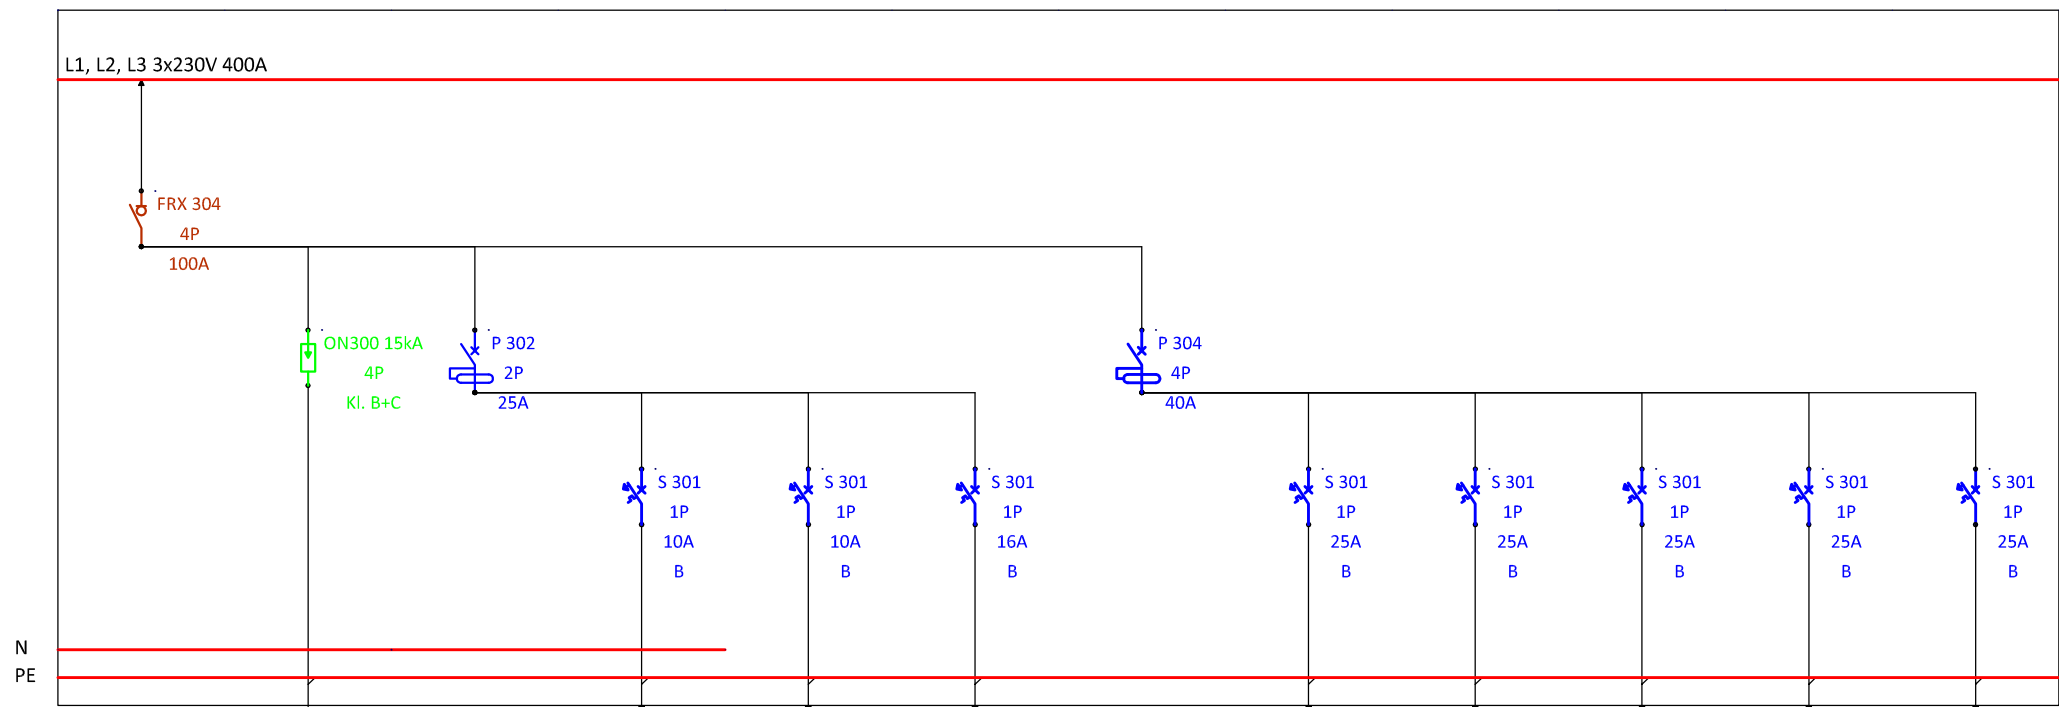 L1, L2, L3 3x230V 400A
FRX 304
4P
100A
ON300 15kA
4P
Kl. B+C
P 302
2P
25A
P 304
4P
40A
S 301
1P
10A
B
S 301
1P
10A
B
S 301
1P
16A
B
S 301
1P
25A
B
S 301
1P
25A
B
S 301
1P
25A
B
S 301
1P
25A
B
S 301
1P
25A
B
N
PE